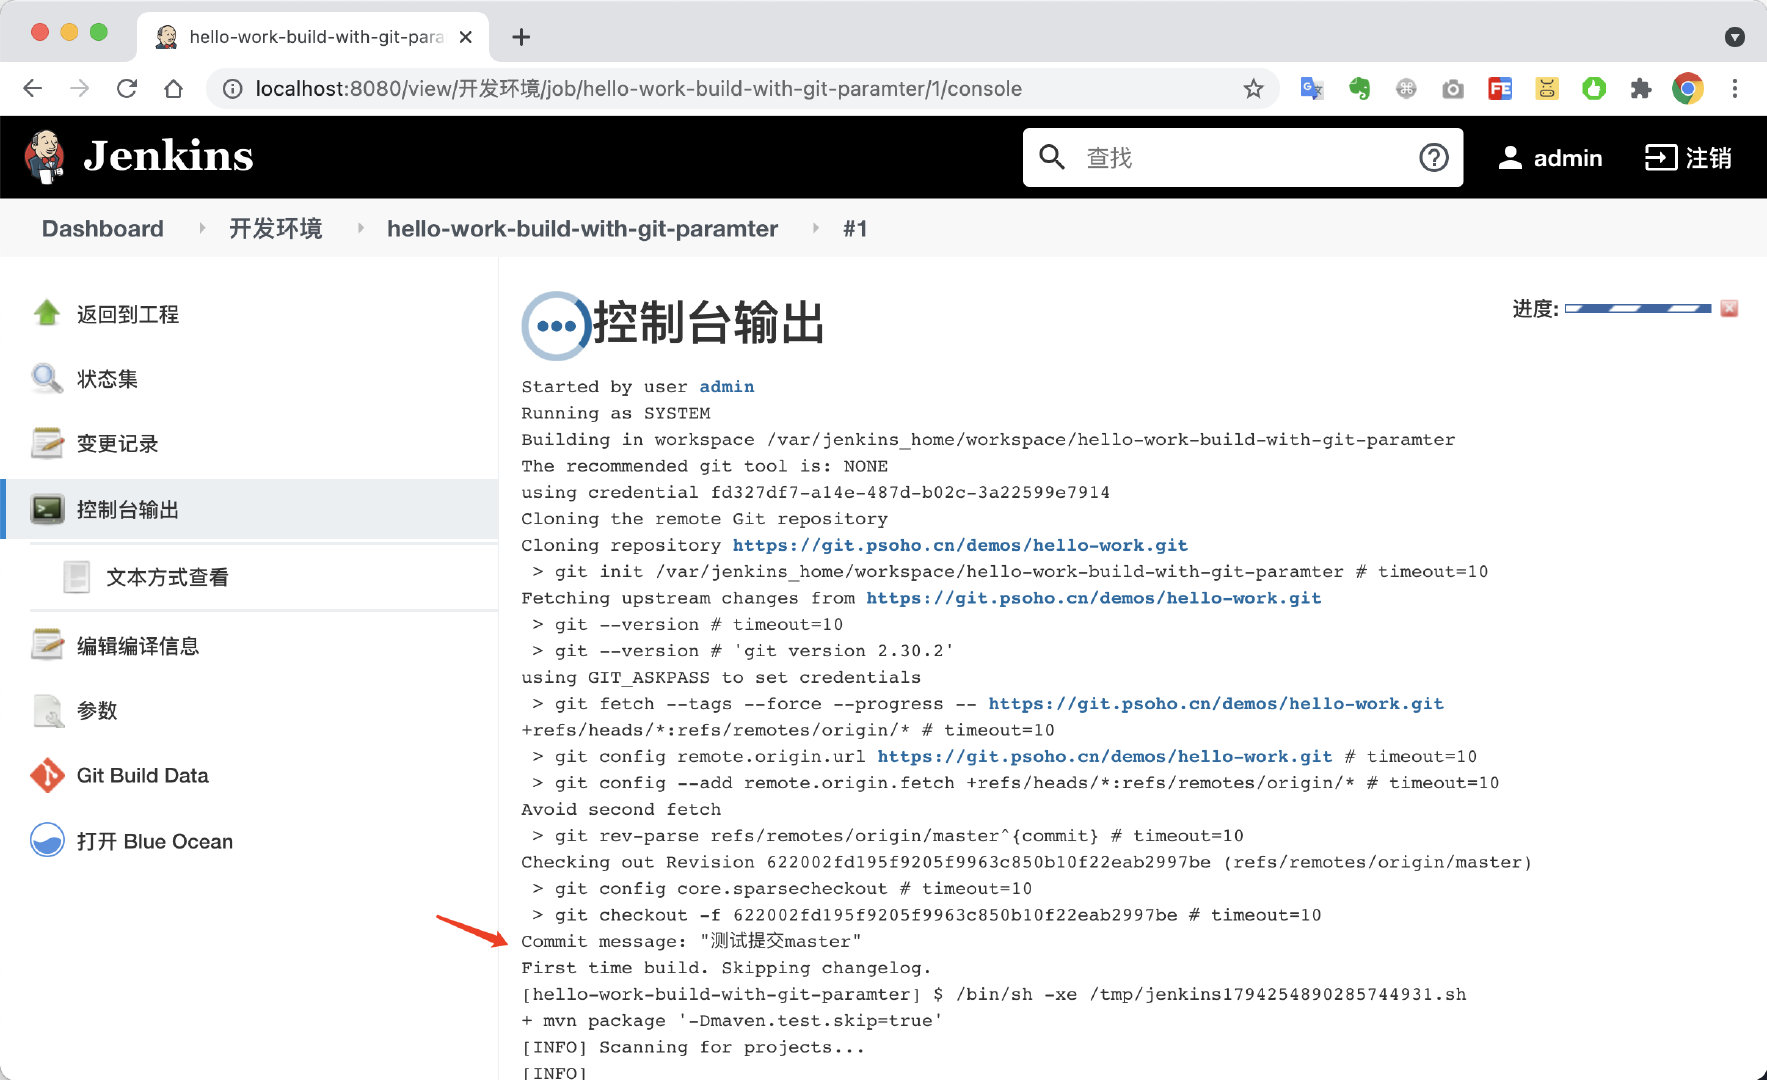 hello-work-build-with-git-para
localhost:8080/view/开发环境/job/hello-work-build-with-git-paramter/1/console
Jenkins
查找
admin
注销
Dashboard
开发环境
hello-work-build-with-git-paramter
#1
返回到工程
状态集
变更记录
控制台输出
文本方式查看
编辑编译信息
参数
Git Build Data
打开 Blue Ocean
控制台输出
进度:
Started by user admin
Running as SYSTEM
Building in workspace /var/jenkins_home/workspace/hello-work-build-with-git-paramter
The recommended git tool is: NONE
using credential fd327df7-a14e-487d-b02c-3a22599e7914
Cloning the remote Git repository
Cloning repository https://git.psoho.cn/demos/hello-work.git
 > git init /var/jenkins_home/workspace/hello-work-build-with-git-paramter # timeout=10
Fetching upstream changes from https://git.psoho.cn/demos/hello-work.git
 > git --version # timeout=10
 > git --version # 'git version 2.30.2'
using GIT_ASKPASS to set credentials
 > git fetch --tags --force --progress -- https://git.psoho.cn/demos/hello-work.git
+refs/heads/*:refs/remotes/origin/* # timeout=10
 > git config remote.origin.url https://git.psoho.cn/demos/hello-work.git # timeout=10
 > git config --add remote.origin.fetch +refs/heads/*:refs/remotes/origin/* # timeout=10
Avoid second fetch
 > git rev-parse refs/remotes/origin/master^{commit} # timeout=10
Checking out Revision 622002fd195f9205f9963c850b10f22eab2997be (refs/remotes/origin/master)
 > git config core.sparsecheckout # timeout=10
 > git checkout -f 622002fd195f9205f9963c850b10f22eab2997be # timeout=10
Commit message: "测试提交master"
First time build. Skipping changelog.
[hello-work-build-with-git-paramter] $ /bin/sh -xe /tmp/jenkins1794254890285744931.sh
+ mvn package '-Dmaven.test.skip=true'
[INFO] Scanning for projects...
[INFO]